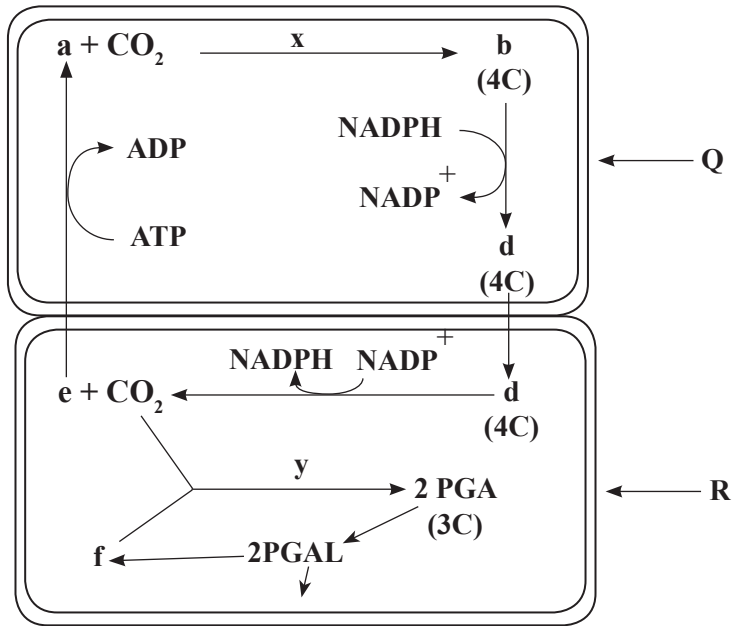 a + CO₂ x b
(4C)
NADPH
ADP
Q
NADP⁺
ATP
d
(4C)
NADPH NADP⁺
e + CO₂ d
(4C)
y
2 PGA R
(3C)
f 2PGAL